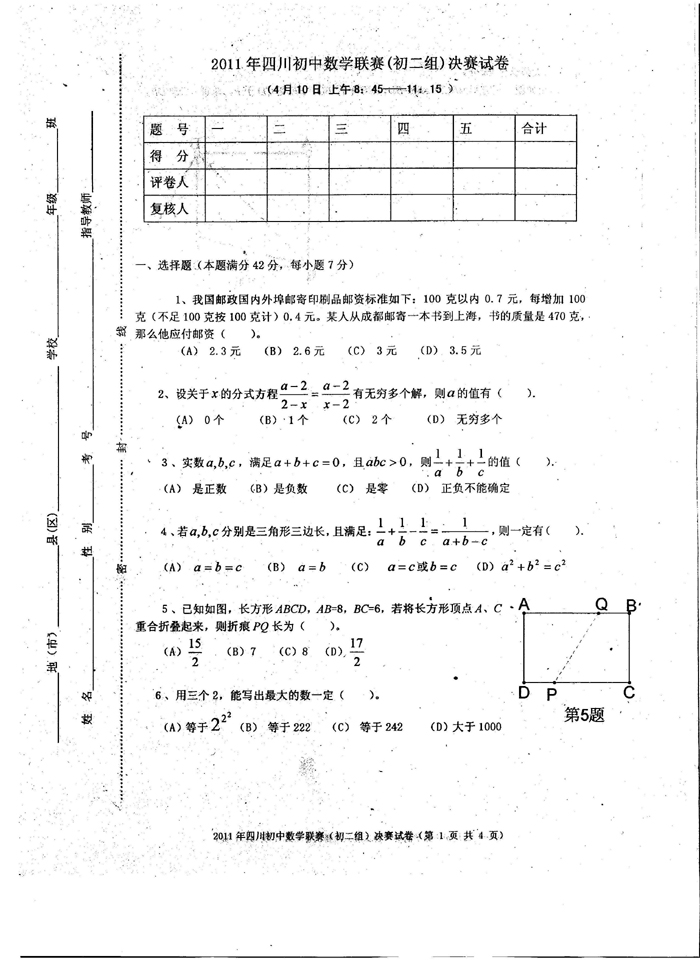 2011年四川初中数学联赛(初二组)决赛试卷
(4月10日 上午8:45—11:15)
题 号 一 二 三 四 五 合计
得 分
评卷人
复核人
一、选择题(本题满分42分,每小题7分)
1、我国邮政国内外埠邮寄印刷品邮资标准如下:100克以内0.7元,每增加100
克(不足100克按100克计)0.4元。某人从成都邮寄一本书到上海,书的质量是470克,
那么他应付邮资( )。
(A) 2.3元 (B) 2.6元 (C) 3元 (D) 3.5元
2、设关于x的分式方程(a-2)/(2-x)=(a-2)/(x-2)有无穷多个解,则a的值有( ).
(A) 0个 (B) 1个 (C) 2个 (D) 无穷多个
3、实数a,b,c,满足a+b+c=0,且abc>0,则1/a+1/b+1/c的值( ).
(A) 是正数 (B)是负数 (C) 是零 (D) 正负不能确定
4、若a,b,c分别是三角形三边长,且满足:1/a+1/b-1/c=1/(a+b-c),则一定有( ).
(A) a=b=c (B) a=b (C) a=c或b=c (D) a²+b²=c²
5、已知如图,长方形ABCD,AB=8,BC=6,若将长方形顶点A、C
重合折叠起来,则折痕PQ长为( )。
(A) 15/2 (B) 7 (C) 8 (D) 17/2
A Q B
D P C
第5题
6、用三个2,能写出最大的数一定( )。
(A)等于2^2^2 (B) 等于222 (C) 等于242 (D)大于1000
2011年四川初中数学联赛(初二组)决赛试卷(第1页 共4页)
地(市) 县(区) 学校 年级 班
姓 名 性 别 考 号 指导教师
密 封 线